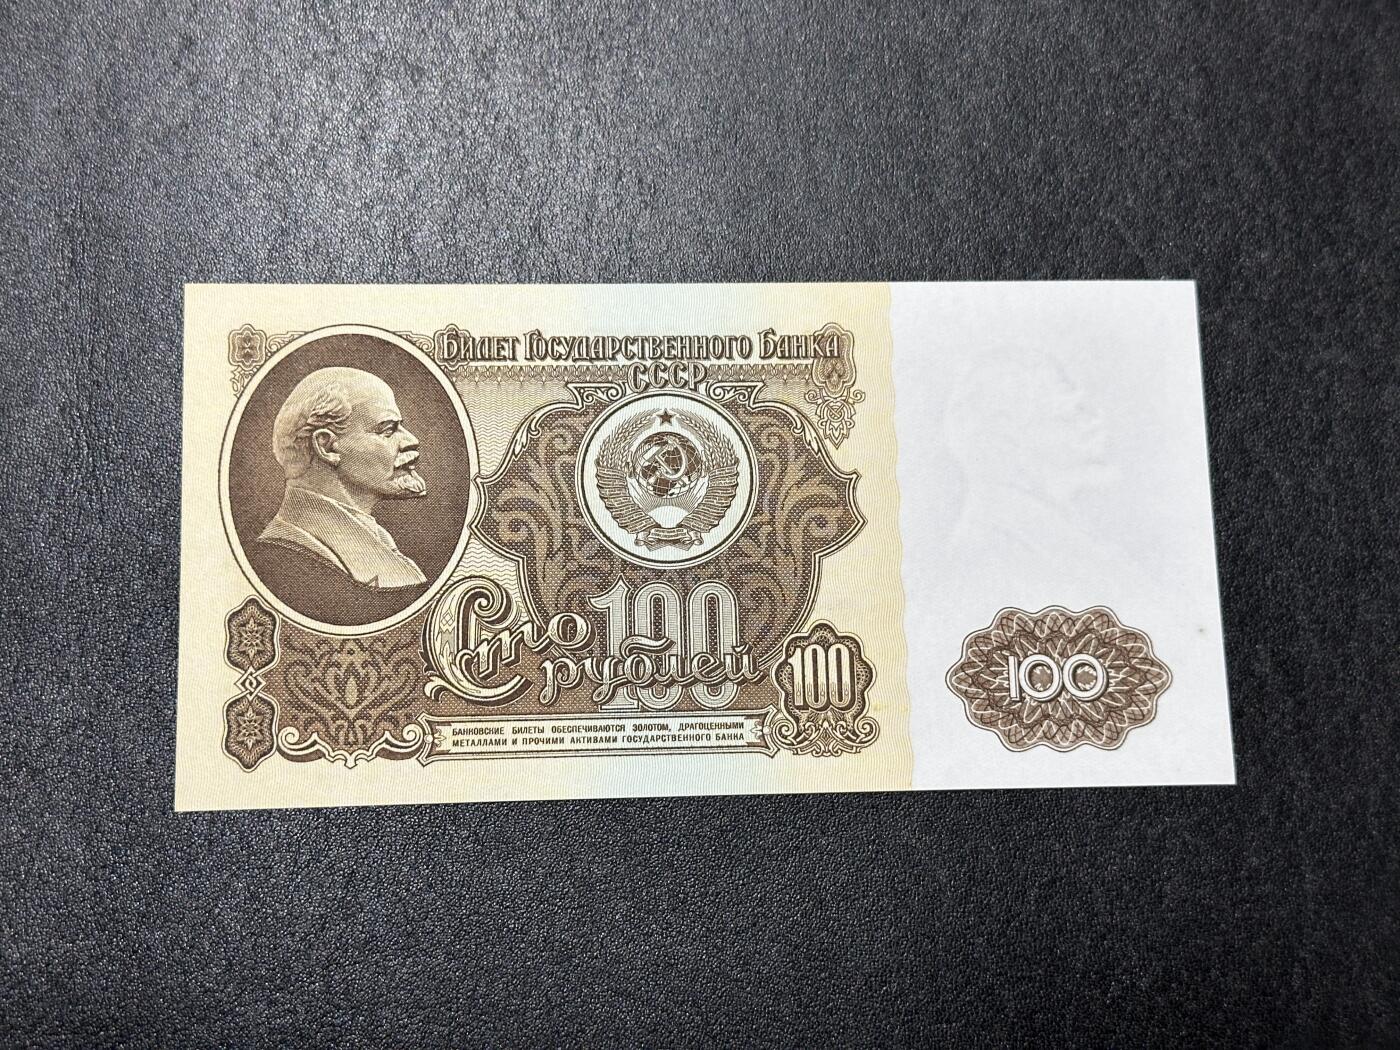 Билет Государственного Банка
СССР
100
Сто
рублей
100
100
БАНКОВСКИЕ БИЛЕТЫ ОБЕСПЕЧИВАЮТСЯ ЗОЛОТОМ, ДРАГОЦЕННЫМИ
МЕТАЛЛАМИ И ПРОЧИМИ АКТИВАМИ ГОСУДАРСТВЕННОГО БАНКА